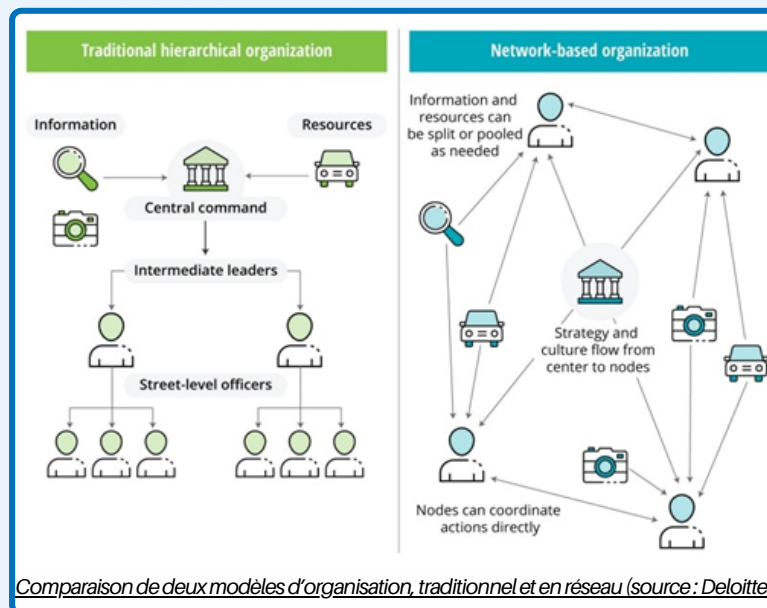 Traditional hierarchical organization
Information
Resources
Central command
Intermediate leaders
Street-level officers
Network-based organization
Information and
resources can
be split or pooled
as needed
Strategy and
culture flow from
center to nodes
Nodes can coordinate
actions directly
Comparaison de deux modèles d'organisation, traditionnel et en réseau (source : Deloitte